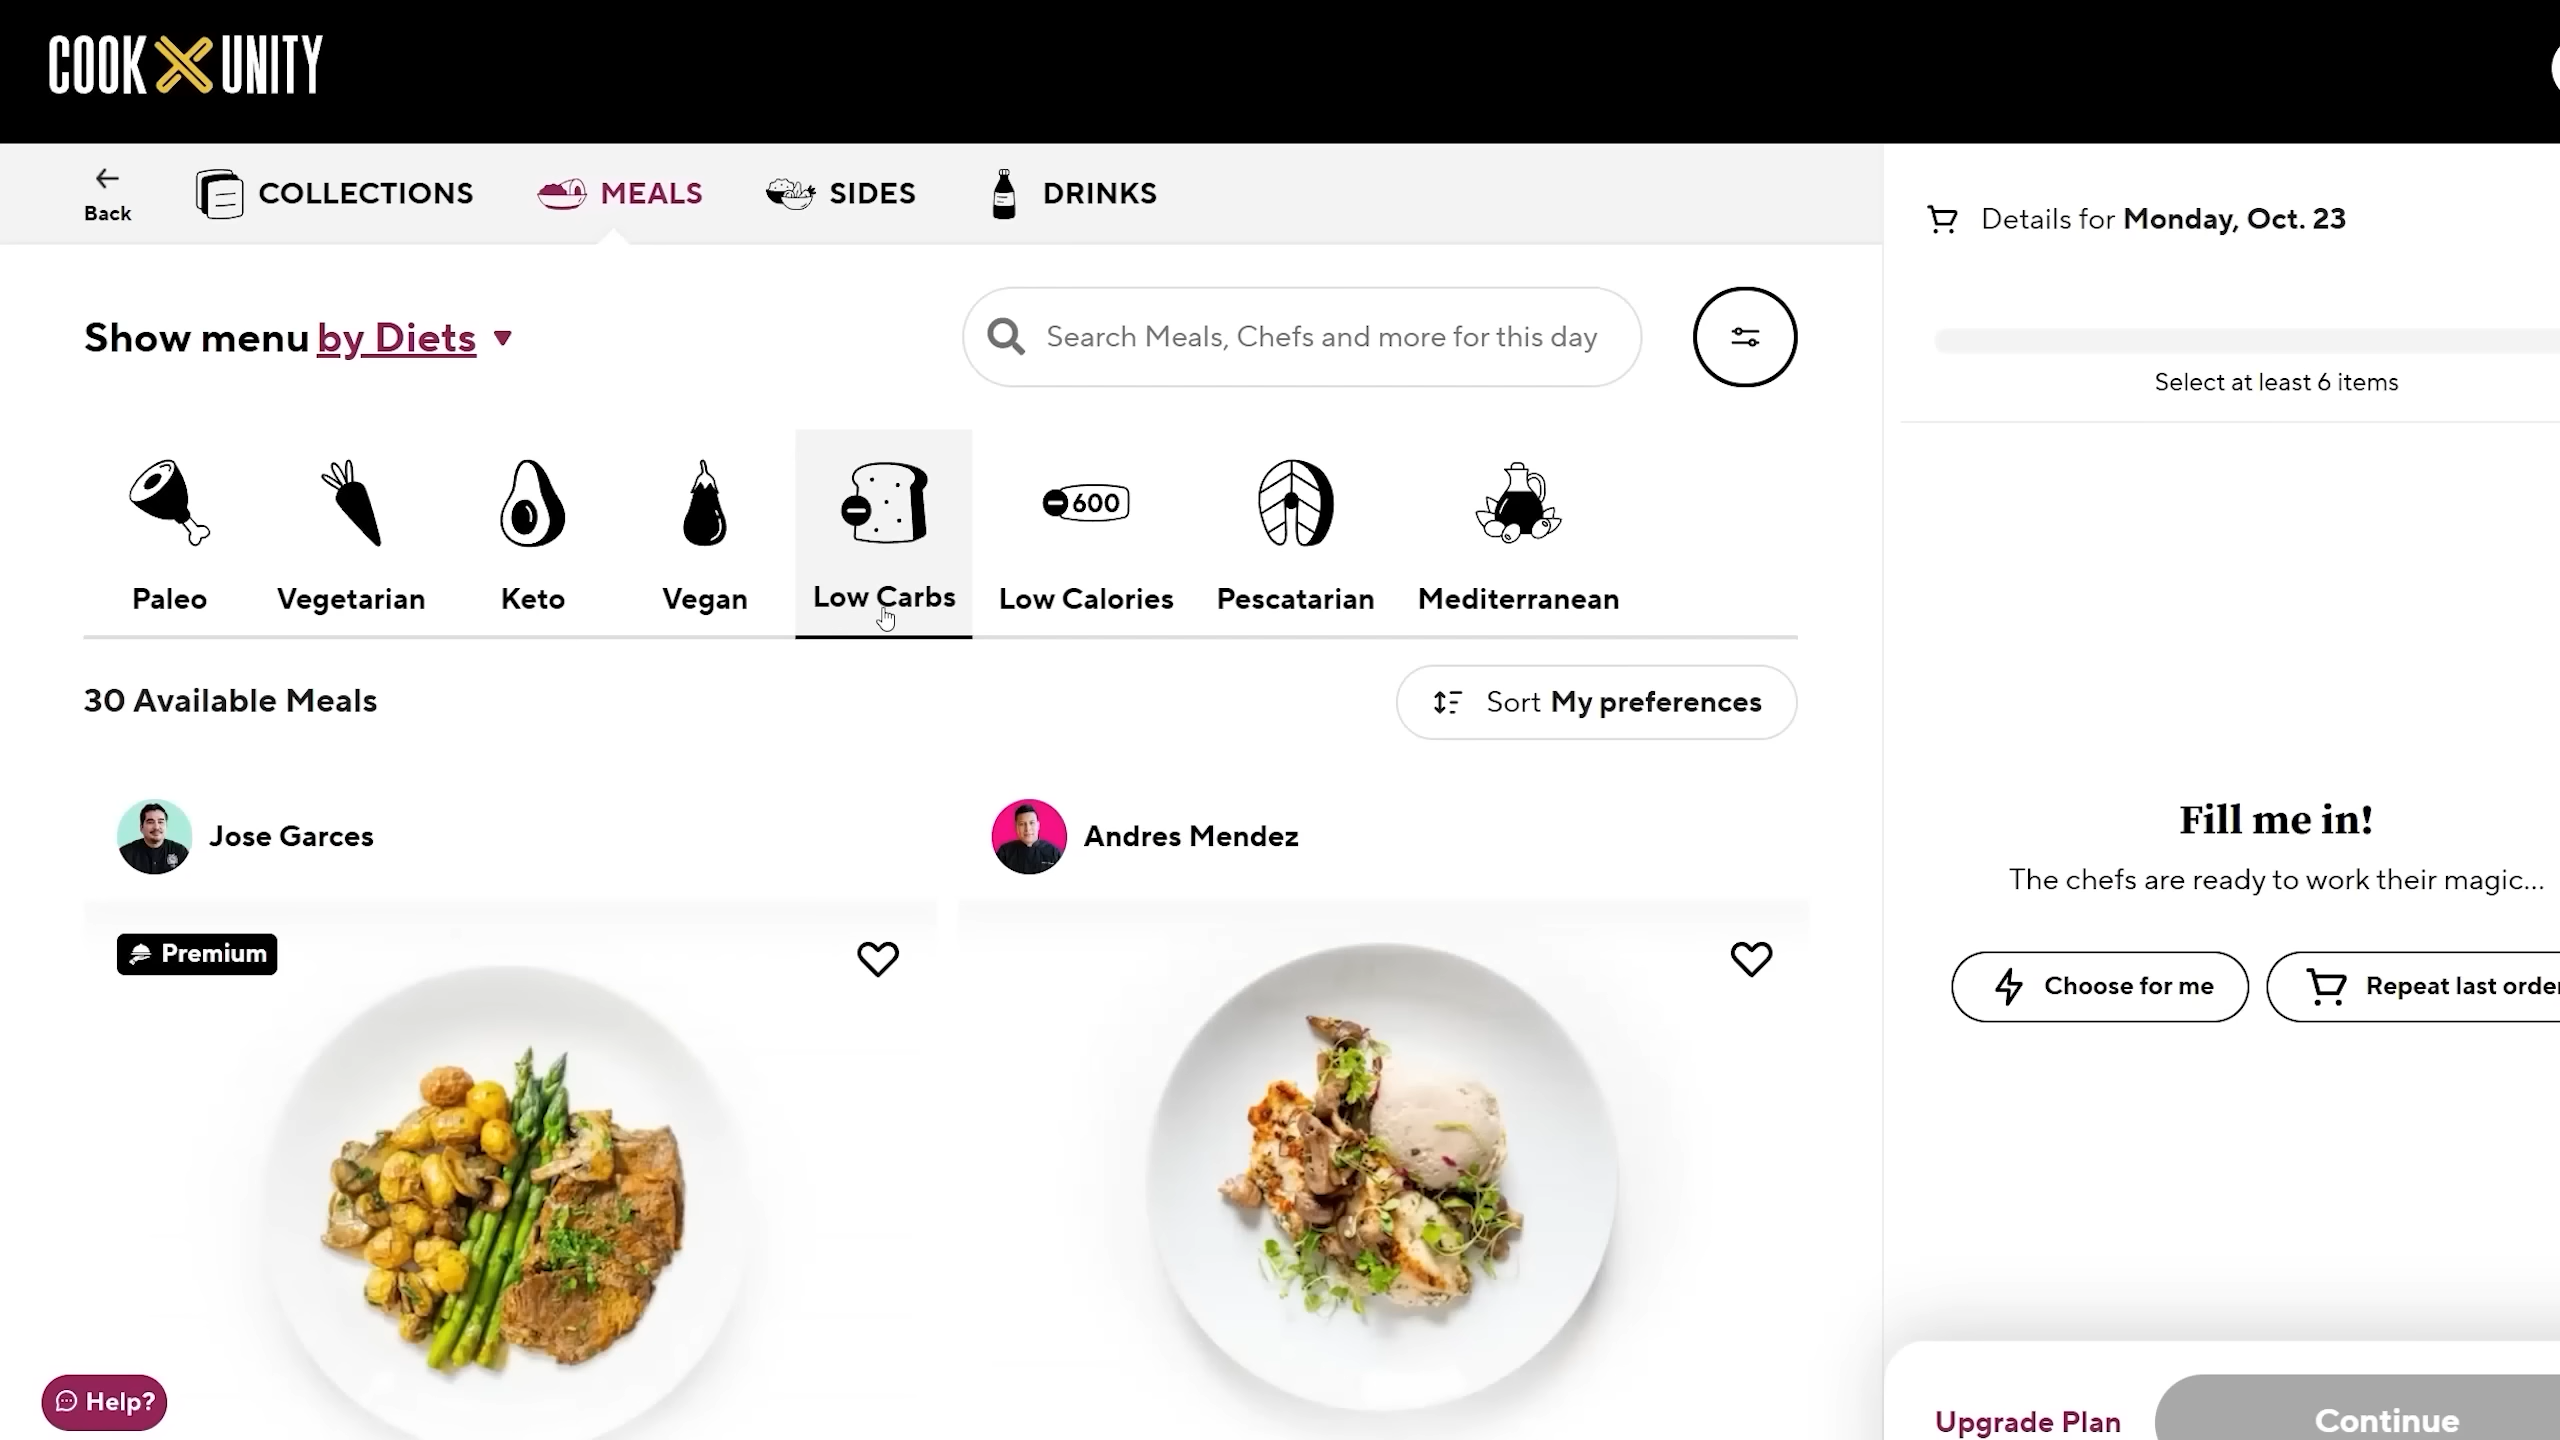 COOK UNITY
Back
COLLECTIONS
MEALS
SIDES
DRINKS
Details for Monday, Oct. 23
Show menu by Diets
Search Meals, Chefs and more for this day
Select at least 6 items
600
Paleo
Vegetarian
Keto
Vegan
Low Carbs
Low Calories
Pescatarian
Mediterranean
30 Available Meals
Sort My preferences
Jose Garces
Andres Mendez
Fill me in!
The chefs are ready to work their magic...
Premium
Choose for me
Repeat last order
Help?
Upgrade Plan
Continue